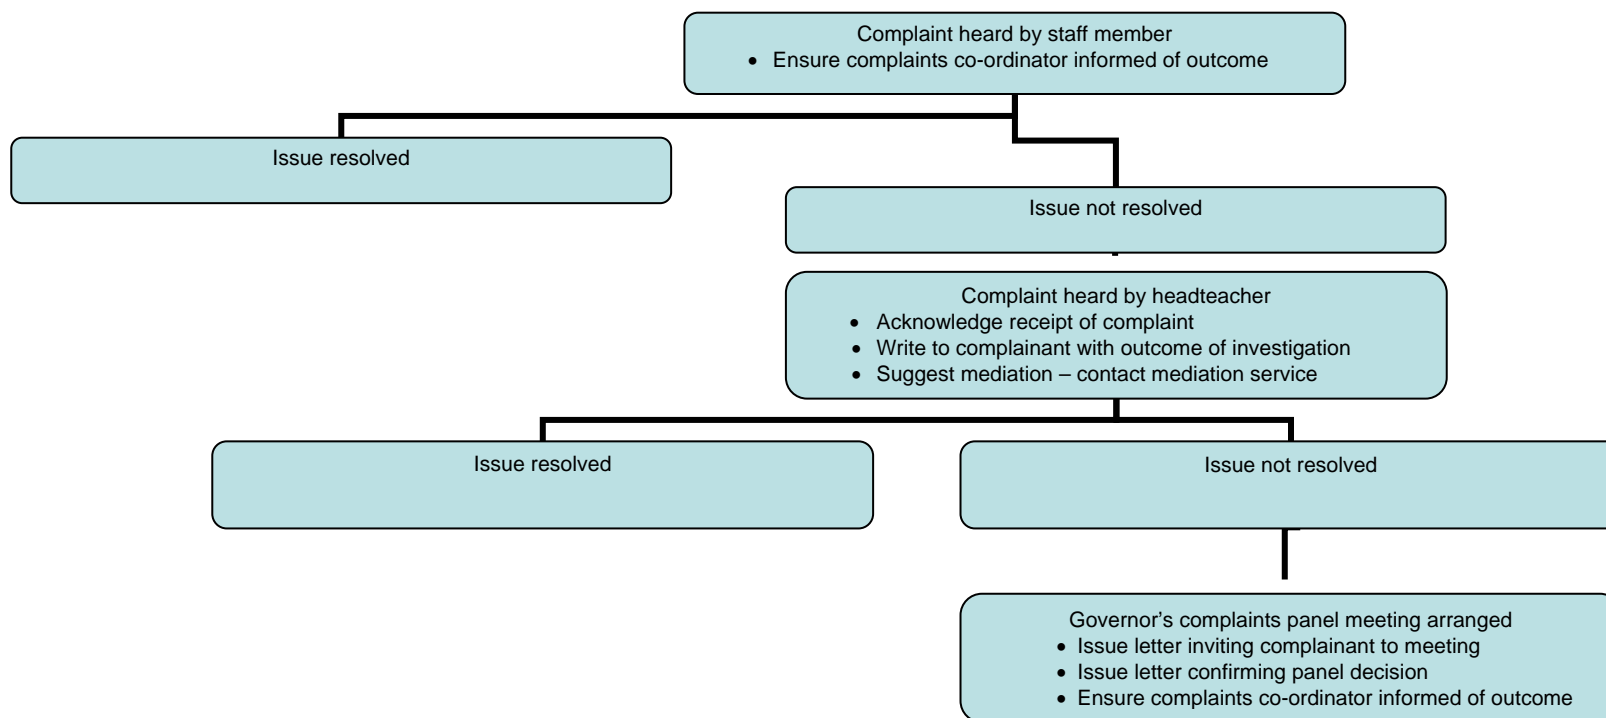 Complaint heard by staff member
• Ensure complaints co-ordinator informed of outcome
Issue resolved
Issue not resolved
Complaint heard by headteacher
• Acknowledge receipt of complaint
• Write to complainant with outcome of investigation
• Suggest mediation – contact mediation service
Issue resolved
Issue not resolved
Governor’s complaints panel meeting arranged
• Issue letter inviting complainant to meeting
• Issue letter confirming panel decision
• Ensure complaints co-ordinator informed of outcome